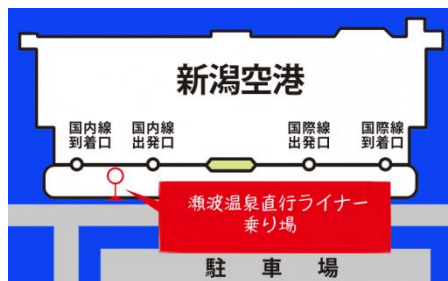 新潟空港
国内線
到着口
国内線
出発口
国際線
出発口
国際線
到着口
瀬波温泉直行ライナー
乗り場
駐車場